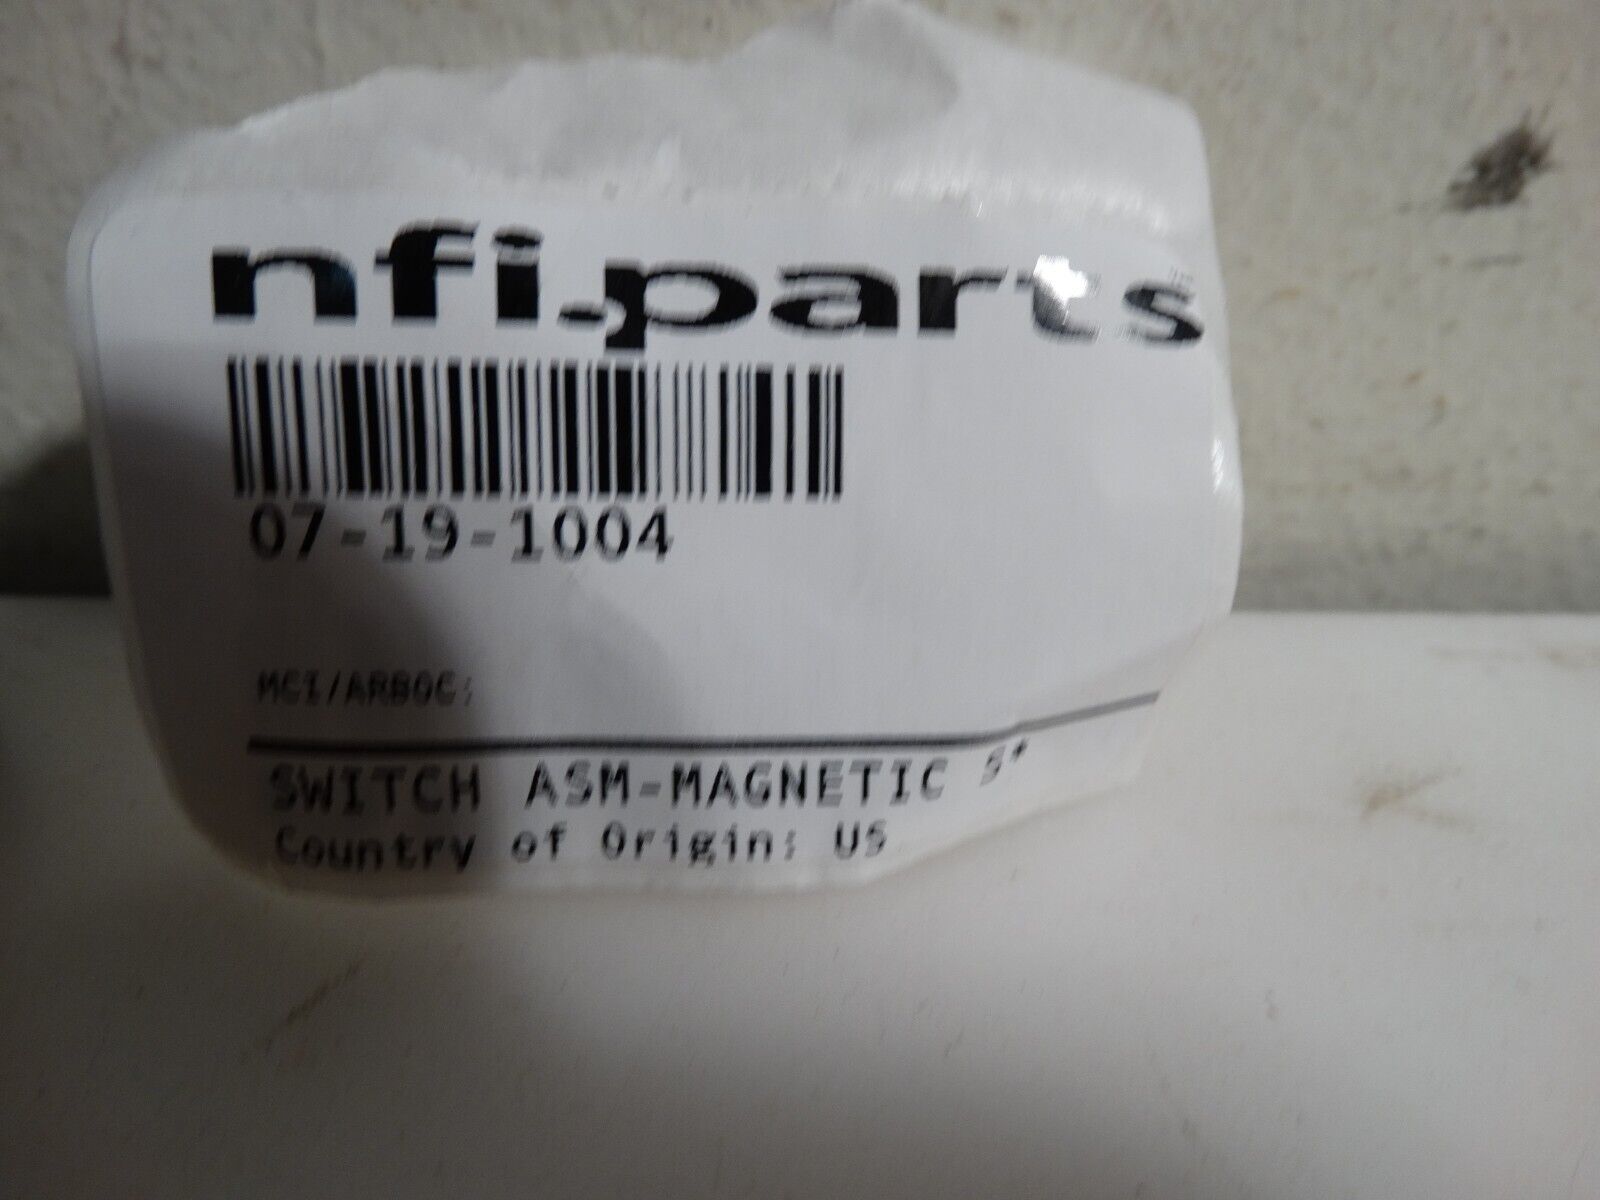 nfi.parts
07-19-1004
MCI/ARBOC:
SWITCH ASM-MAGNETIC S*
Country of Origin: US